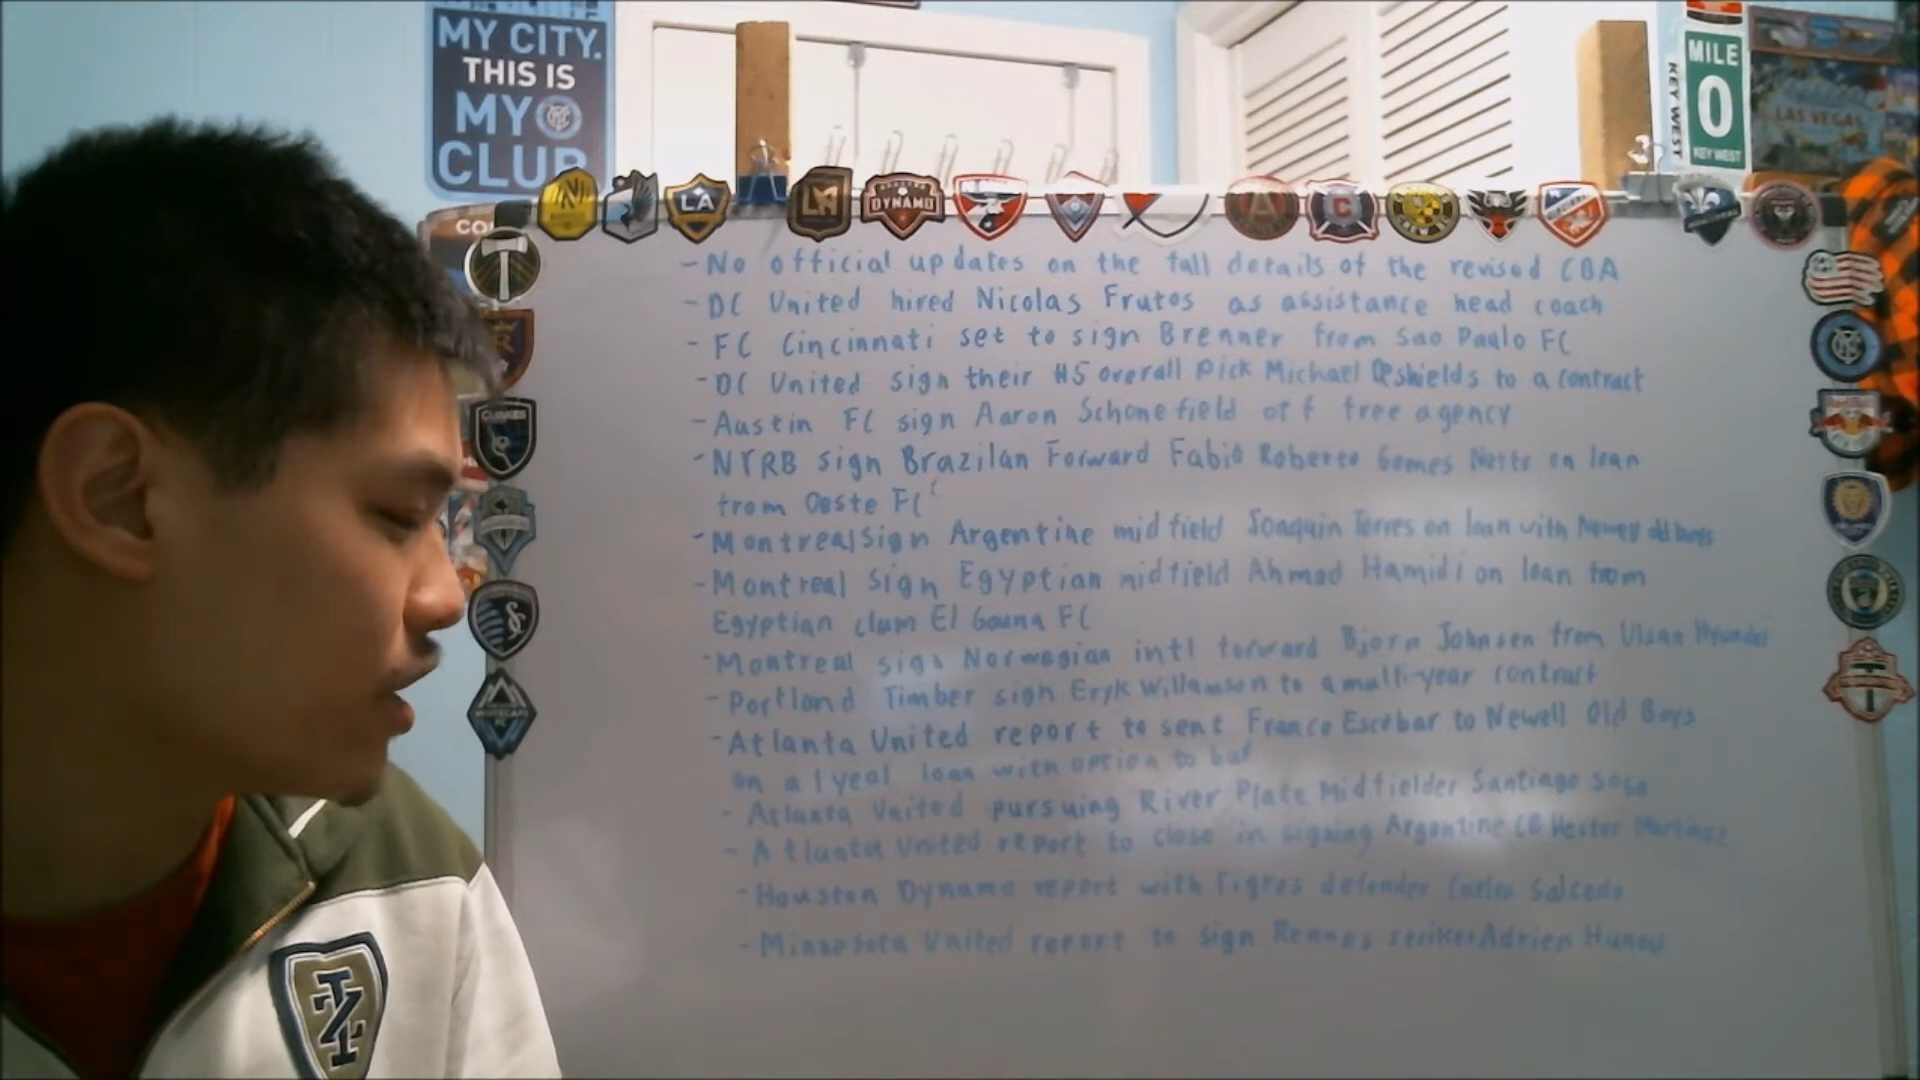 MY CITY.
THIS IS
MY
CLUB
MILE
0
KEY WEST
KEY WEST
LAS VEGAS
LA
DYNAMO
QUAKES
- No official updates on the full details of the revised CBA
- DC United hired Nicolas Frutos as assistance head coach
- FC Cincinnati set to sign Brenner from Sao Paulo FC
- DC United sign their #5 overall pick Michael Deshields to a contract
- Austin FC sign Aaron Schonefield off free agency
- NYRB sign Brazilan Forward Fabio Roberto Gomes Netto on loan
from Oeste FC
- Montreal Sign Argentine midfield Joaquin Torres on loan with Newell old boys
- Montreal Sign Egyptian midfield Ahmed Hamidi on loan from
Egyptian clum El Gouna FC
- Montreal sign Norwegian intl forward Bjorn Johnsen from Ulsan Hyundai
- Portland Timber sign Eryk Willamson to a multi-year contract
- Atlanta United report to sent Franco Escobar to Newell Old Boys
on a 1 year loan with option to
- Atlanta United pursuing River Plate Midfielder Santiago Sosa
- Atlanta United report to close in signing Argentine CB Martinez
- Houston Dynamo report with Tigres defender Carlos Salcedo
- Minnesota United report to sign Rennes striker Adrien Hunou